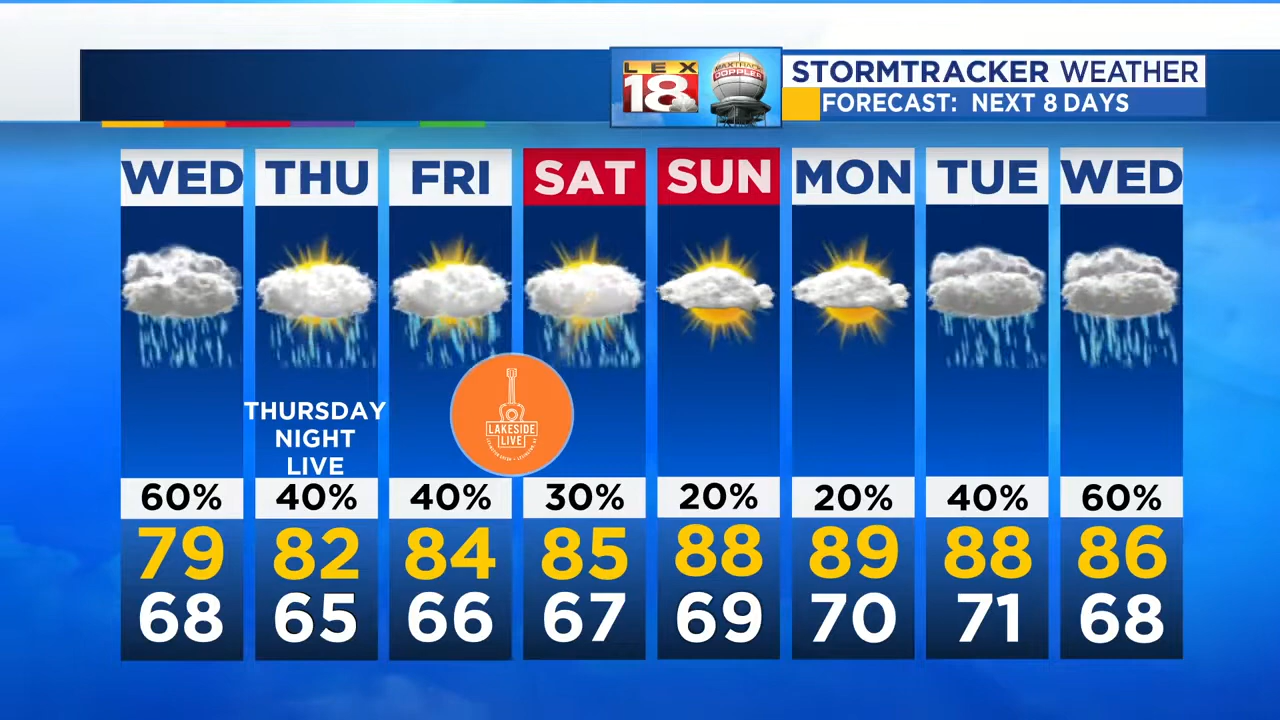 LEX
18
MAXTRACK
DOPPLER
STORMTRACKER WEATHER
FORECAST: NEXT 8 DAYS
WED THU FRI SAT SUN MON TUE WED
THURSDAY
NIGHT
LIVE
LAKESIDE
LIVE
60% 40% 40% 30% 20% 20% 40% 60%
79 82 84 85 88 89 88 86
68 65 66 67 69 70 71 68